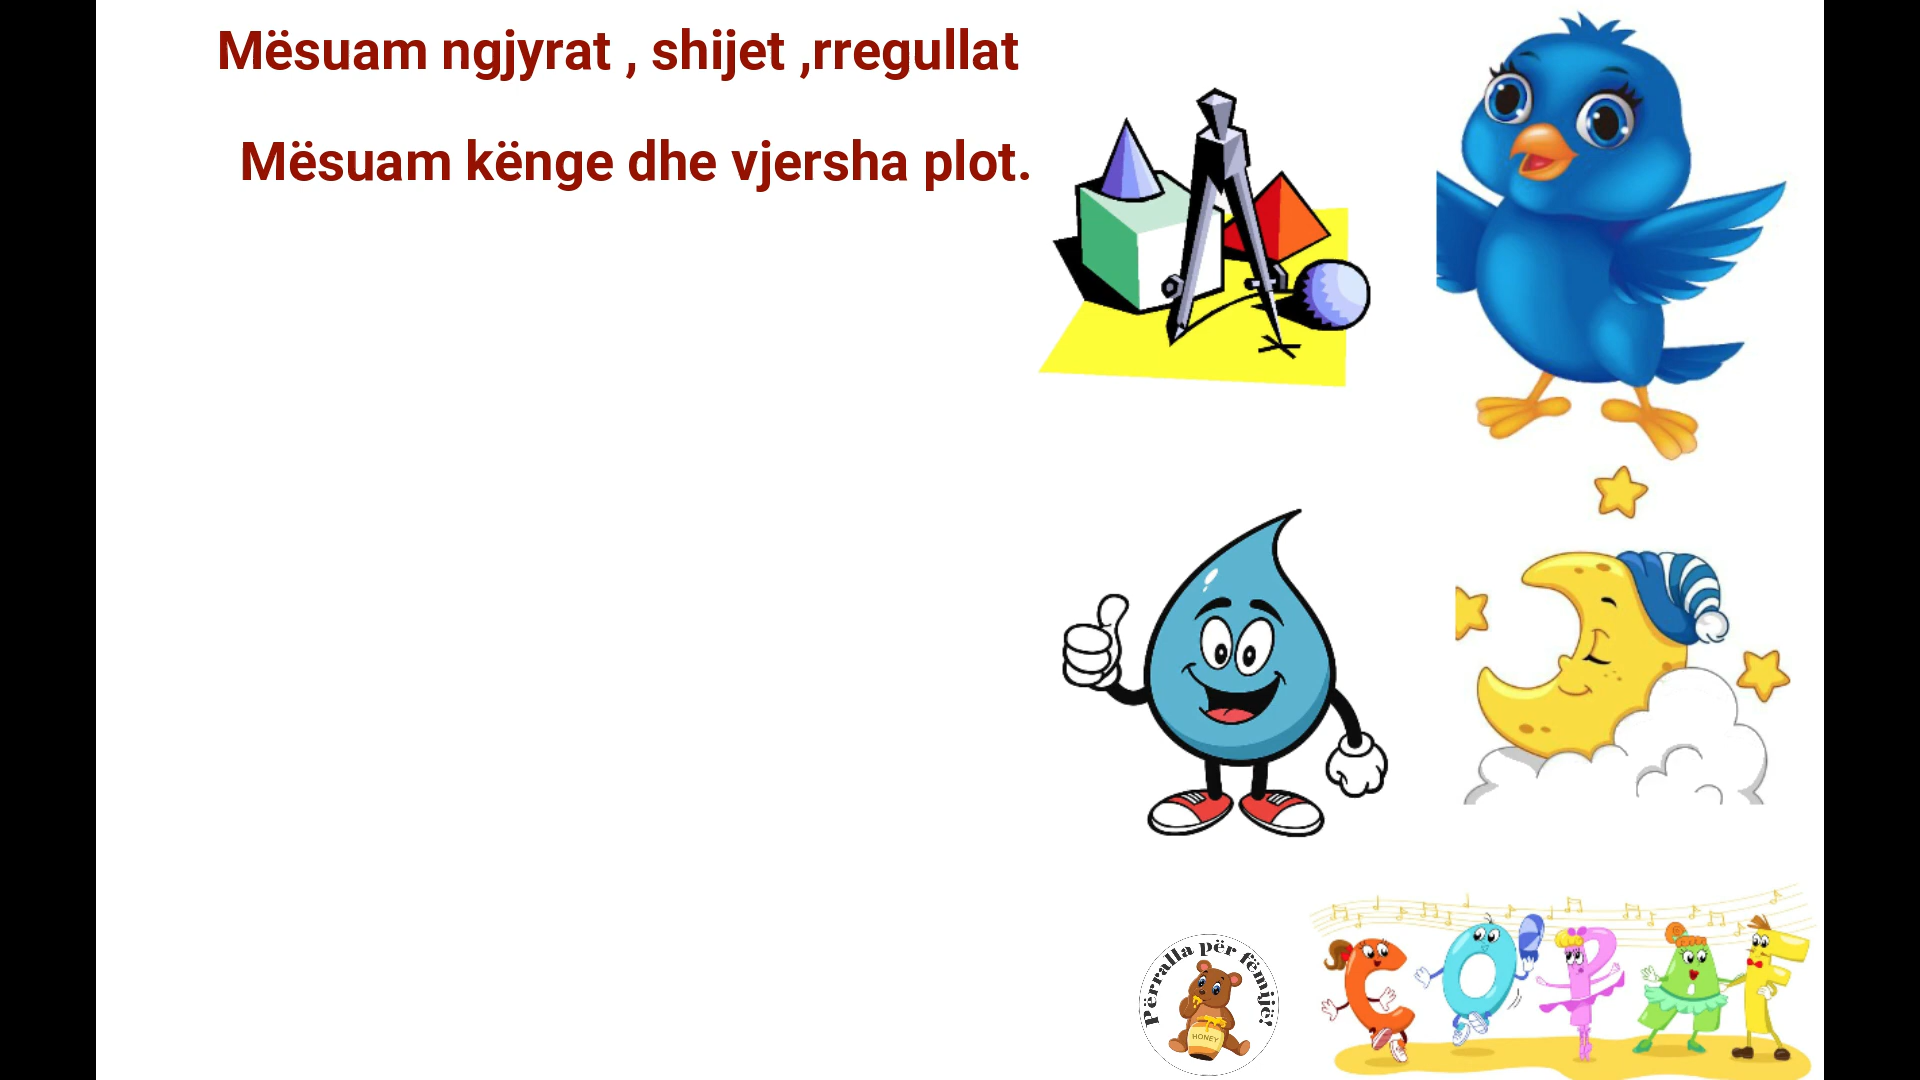 Mësuam ngjyrat , shijet ,rregullat
Mësuam kënge dhe vjersha plot.
Përralla për fëmijë!
HONEY
C O P A F